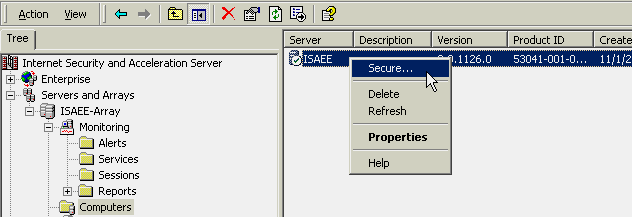 Action View
Tree
Server Description Version Product ID Create
Internet Security and Acceleration Server
Enterprise
Servers and Arrays
ISAEE-Array
Monitoring
Alerts
Services
Sessions
Reports
Computers
ISAEE .0.1126.0 53041-001-0... 11/1/2
Secure...
Delete
Refresh
Properties
Help